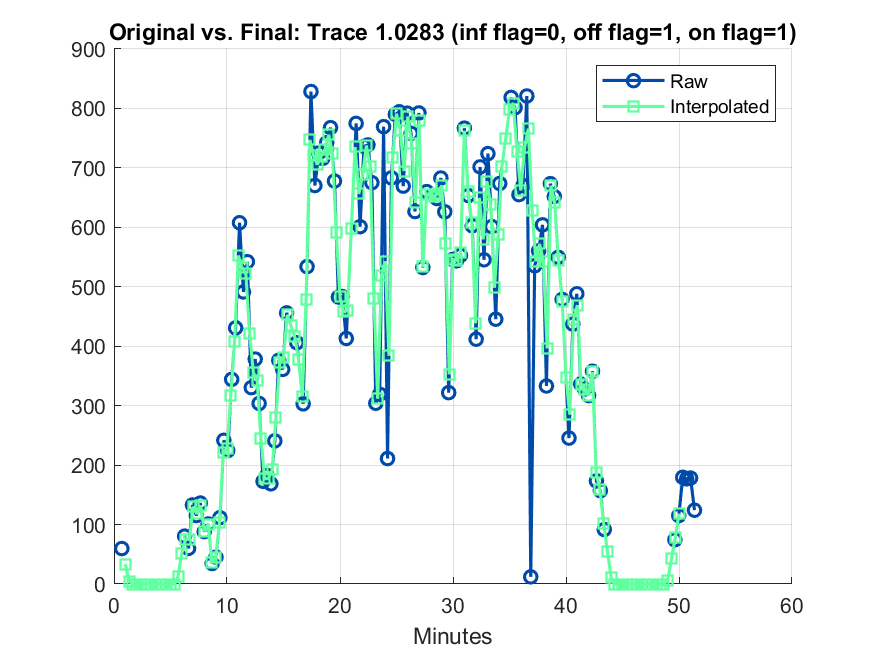 Original vs. Final: Trace 1.0283 (inf flag=0, off flag=1, on flag=1)
900
800
700
600
500
400
300
200
100
0
Raw
Interpolated
0 10 20 30 40 50 60
Minutes